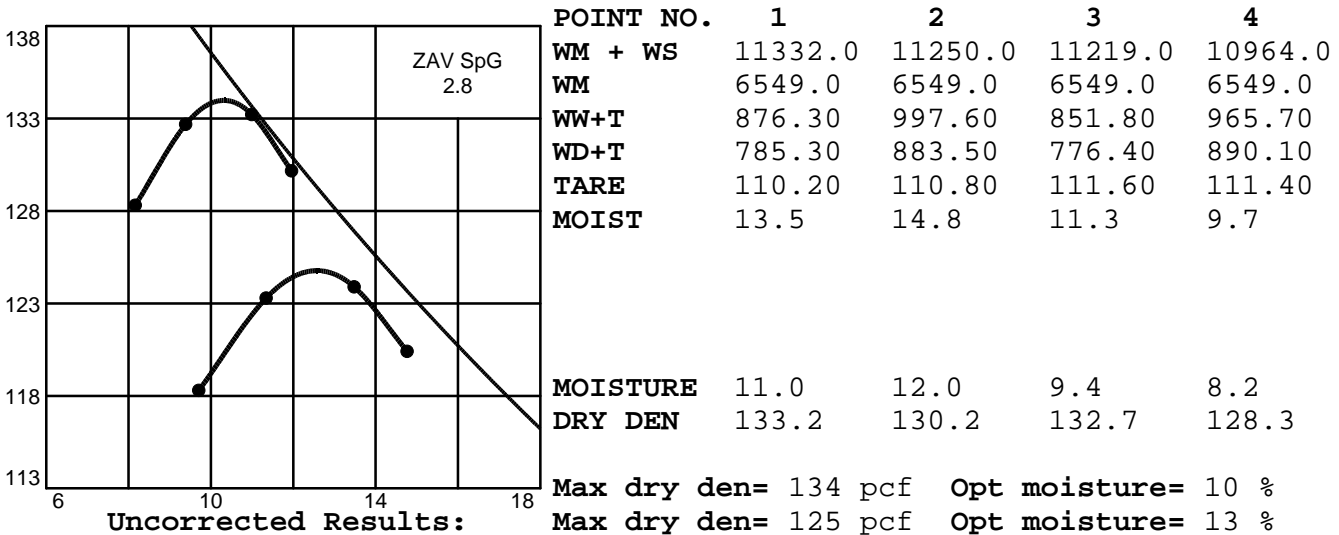 138
133
128
123
118
113
6 10 14 18
ZAV SpG
2.8
POINT NO. 1 2 3 4
WM + WS 11332.0 11250.0 11219.0 10964.0
WM 6549.0 6549.0 6549.0 6549.0
WW+T 876.30 997.60 851.80 965.70
WD+T 785.30 883.50 776.40 890.10
TARE 110.20 110.80 111.60 111.40
MOIST 13.5 14.8 11.3 9.7
MOISTURE 11.0 12.0 9.4 8.2
DRY DEN 133.2 130.2 132.7 128.3
Max dry den= 134 pcf Opt moisture= 10 %
Uncorrected Results: Max dry den= 125 pcf Opt moisture= 13 %